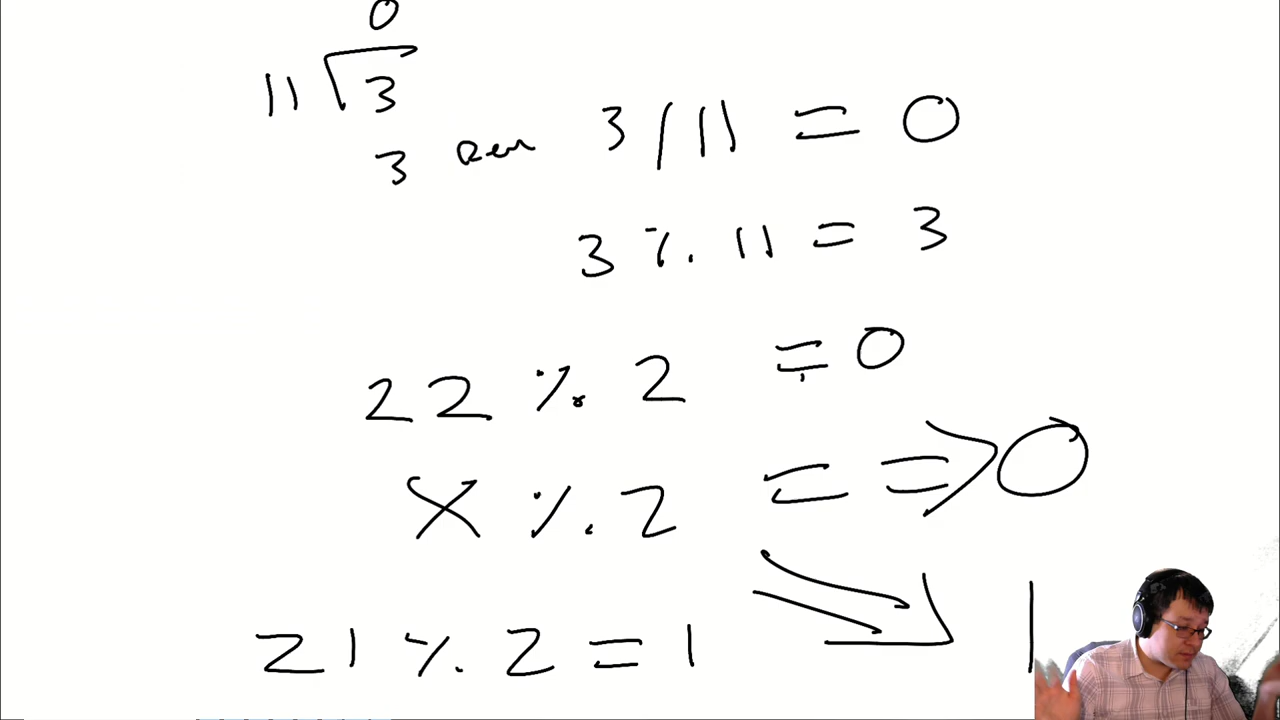 0
11 3
3 Rem
3 / 11 = 0
3 % 11 = 3
22 % 2 = 0
X % 2 = => 0
1
21 % 2 = 1